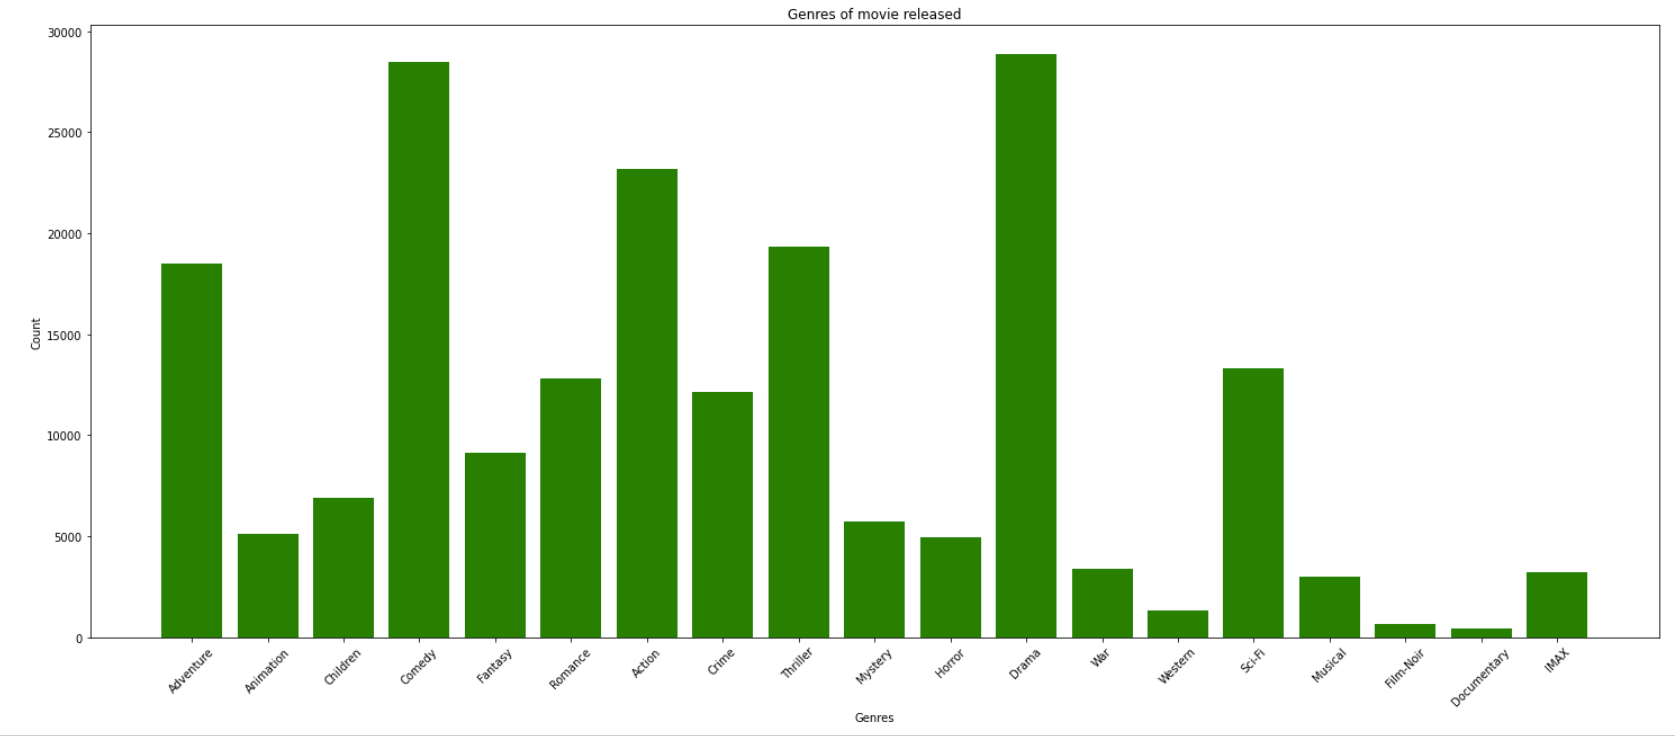 Genres of movie released
30000
25000
20000
15000
10000
5000
0
Count
Adventure
Animation
Children
Comedy
Fantasy
Romance
Action
Crime
Thriller
Mystery
Horror
Drama
War
Western
Sci-Fi
Musical
Film-Noir
Documentary
IMAX
Genres